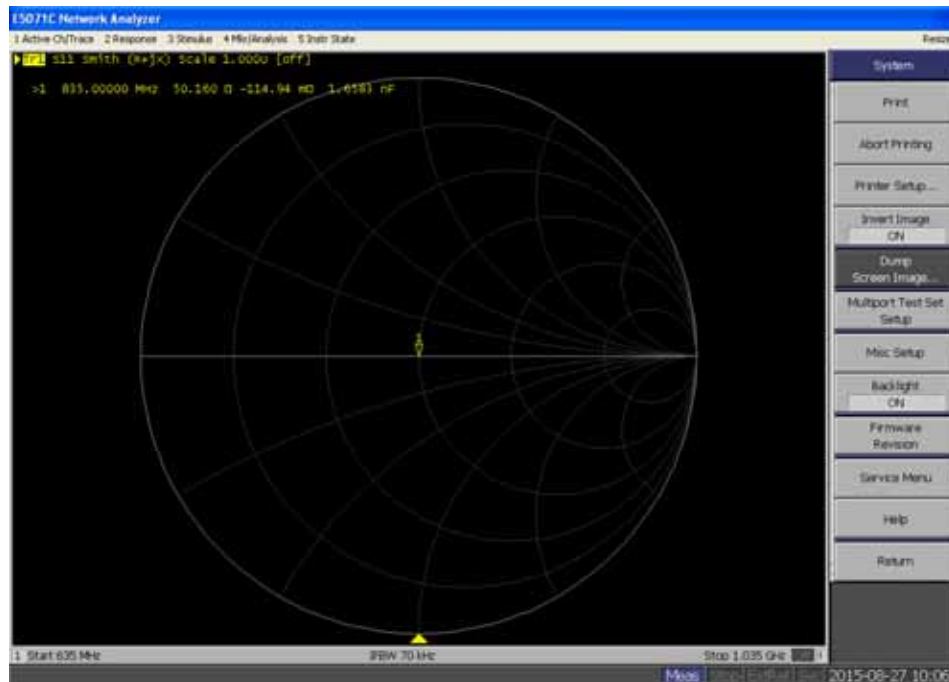 E5071C Network Analyzer
1 Active Ch/Trace 2 Response 3 Stimulus 4 Mkr/Analysis 5 Instr State
Resize
Tr1 S11 Smith (R+jX) Scale 1.000U [Off]
>1 835.00000 MHz 50.160 Ω -114.94 mΩ 1.6583 nF
1
System
Print
Abort Printing
Printer Setup...
Invert Image
ON
Dump
Screen Image...
Multiport Test Set
Setup
Misc Setup
Backlight
ON
Firmware
Revision
Service Menu
Help
Return
1 Start 635 MHz
IFBW 70 kHz
Stop 1.035 GHz
Meas
2015-08-27 10:06